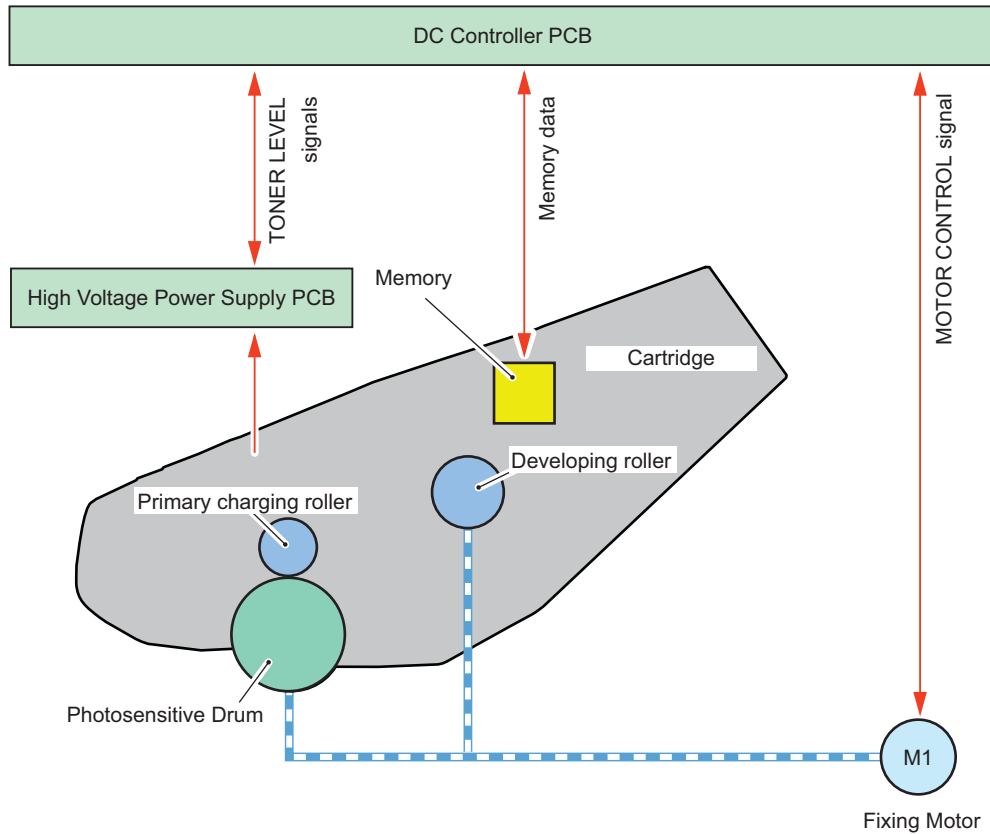 DC Controller PCB
TONER LEVEL
signals
Memory data
MOTOR CONTROL signal
High Voltage Power Supply PCB
Memory
Cartridge
Developing roller
Primary charging roller
Photosensitive Drum
M1
Fixing Motor